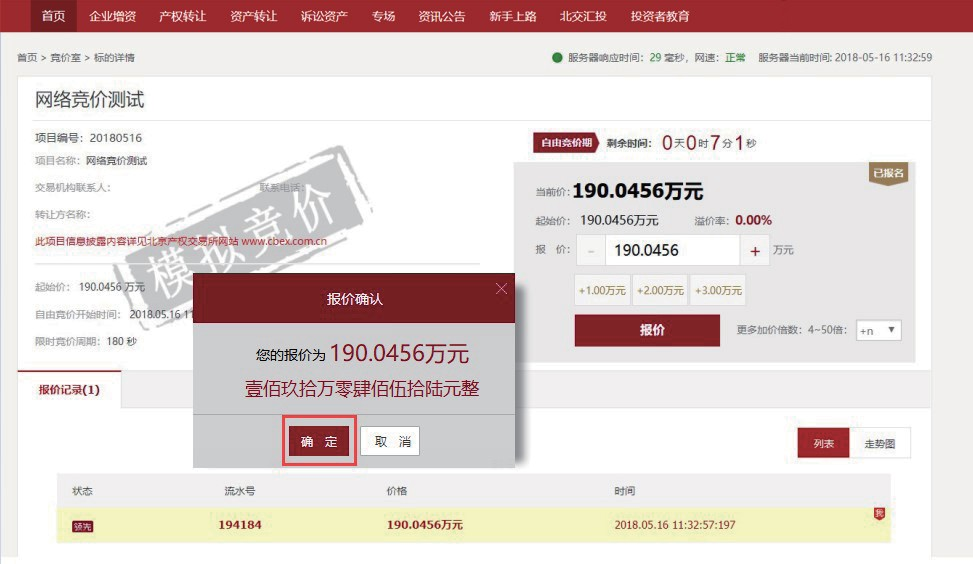 首页 企业增资 产权转让 资产转让 诉讼资产 专场 资讯公告 新手上路 北交汇投 投资者教育
首页 > 竞价室 > 标的详情
服务器响应时间: 29 毫秒, 网速: 正常 服务器当前时间: 2018-05-16 11:32:59
网络竞价测试
项目编号: 20180516
项目名称: 网络竞价测试
交易机构联系人: 联系电话:
转让方名称:
此项目信息披露内容详见北京产权交易所网站 www.cbex.com.cn
模拟竞价
起始价: 190.0456 万元
自由竞价开始时间: 2018.05.16 11
限时竞价周期: 180 秒
自由竞价期 剩余时间: 0天0时7分1秒
已报名
当前价: 190.0456万元
起始价: 190.0456万元 溢价率: 0.00%
报 价: - 190.0456 + 万元
+1.00万元 +2.00万元 +3.00万元
报价 更多加价倍数: 4~50倍: +n
报价确认
您的报价为 190.0456万元
壹佰玖拾万零肆佰伍拾陆元整
确 定 取 消
报价记录(1)
列表 走势图
状态 流水号 价格 时间
领先 194184 190.0456万元 2018.05.16 11:32:57:197
我